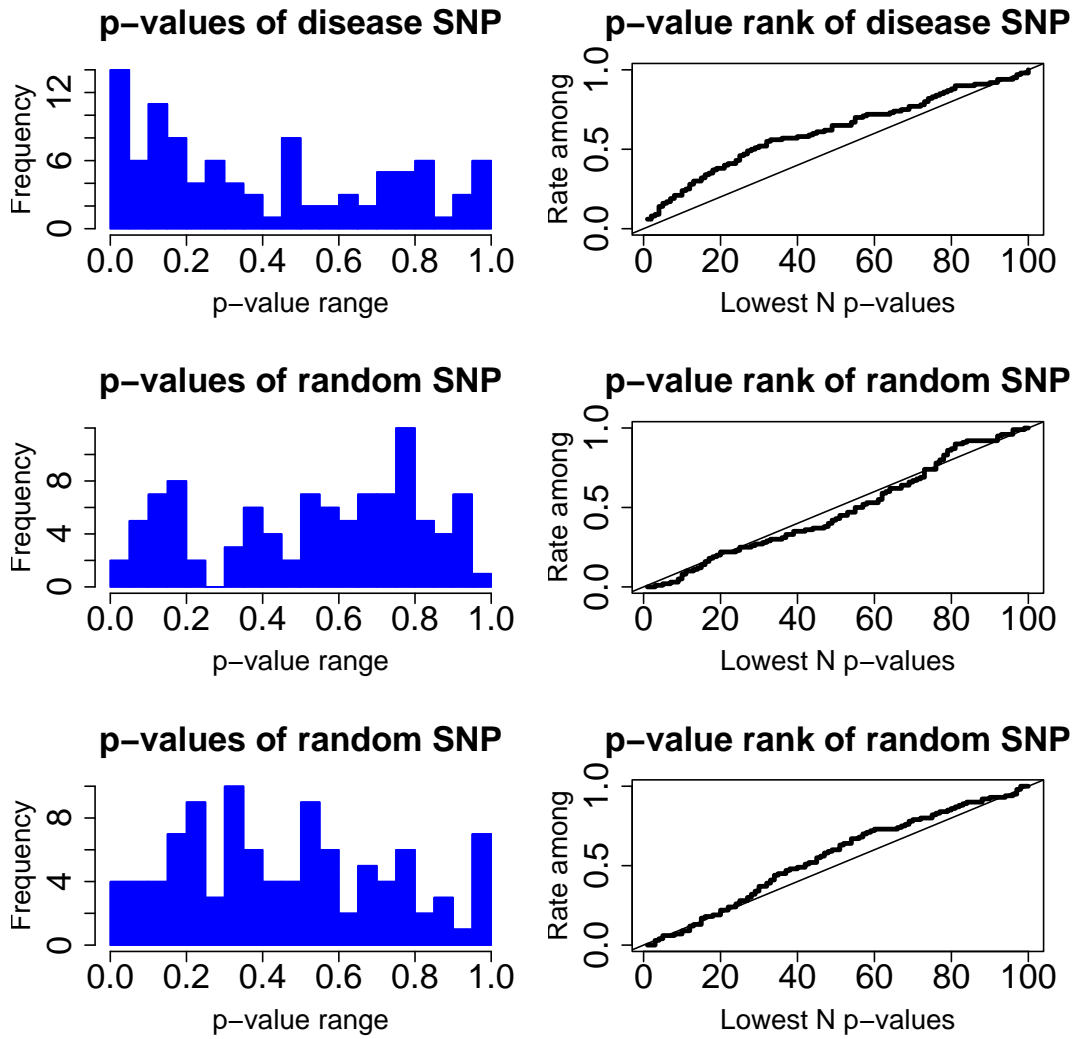 p−values of disease SNP
Frequency
0 6 12
0.0 0.2 0.4 0.6 0.8 1.0
p−value range
p−value rank of disease SNP
Rate among
0.0 0.5 1.0
0 20 40 60 80 100
Lowest N p−values
p−values of random SNP
Frequency
0 4 8
0.0 0.2 0.4 0.6 0.8 1.0
p−value range
p−value rank of random SNP
Rate among
0.0 0.5 1.0
0 20 40 60 80 100
Lowest N p−values
p−values of random SNP
Frequency
0 4 8
0.0 0.2 0.4 0.6 0.8 1.0
p−value range
p−value rank of random SNP
Rate among
0.0 0.5 1.0
0 20 40 60 80 100
Lowest N p−values